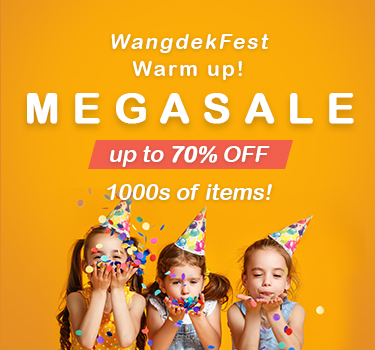 WangdekFest
Warm up!
MEGASALE
up to 70% OFF
1000s of items!